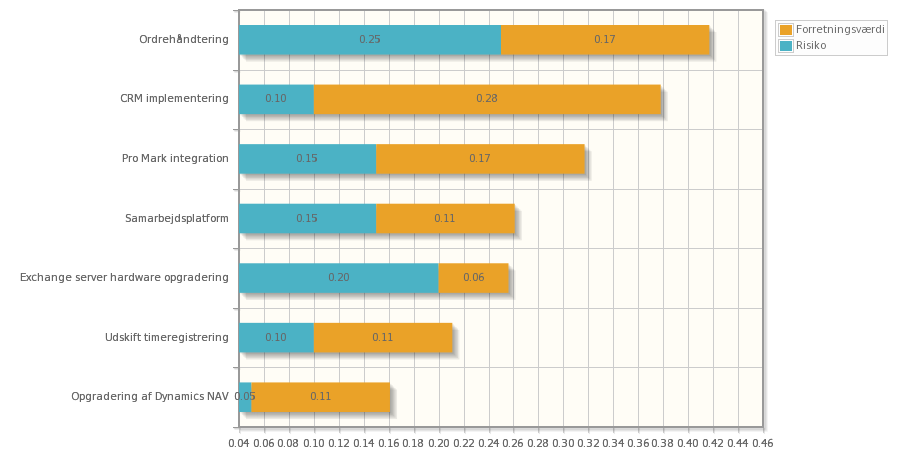 Ordrehåndtering 0.25 0.17
CRM implementering 0.10 0.28
Pro Mark integration 0.15 0.17
Samarbejdsplatform 0.15 0.11
Exchange server hardware opgradering 0.20 0.06
Udskift timeregistrering 0.10 0.11
Opgradering af Dynamics NAV 0.05 0.11
0.04 0.06 0.08 0.10 0.12 0.14 0.16 0.18 0.20 0.22 0.24 0.26 0.28 0.30 0.32 0.34 0.36 0.38 0.40 0.42 0.44 0.46
Forretningsværdi
Risiko